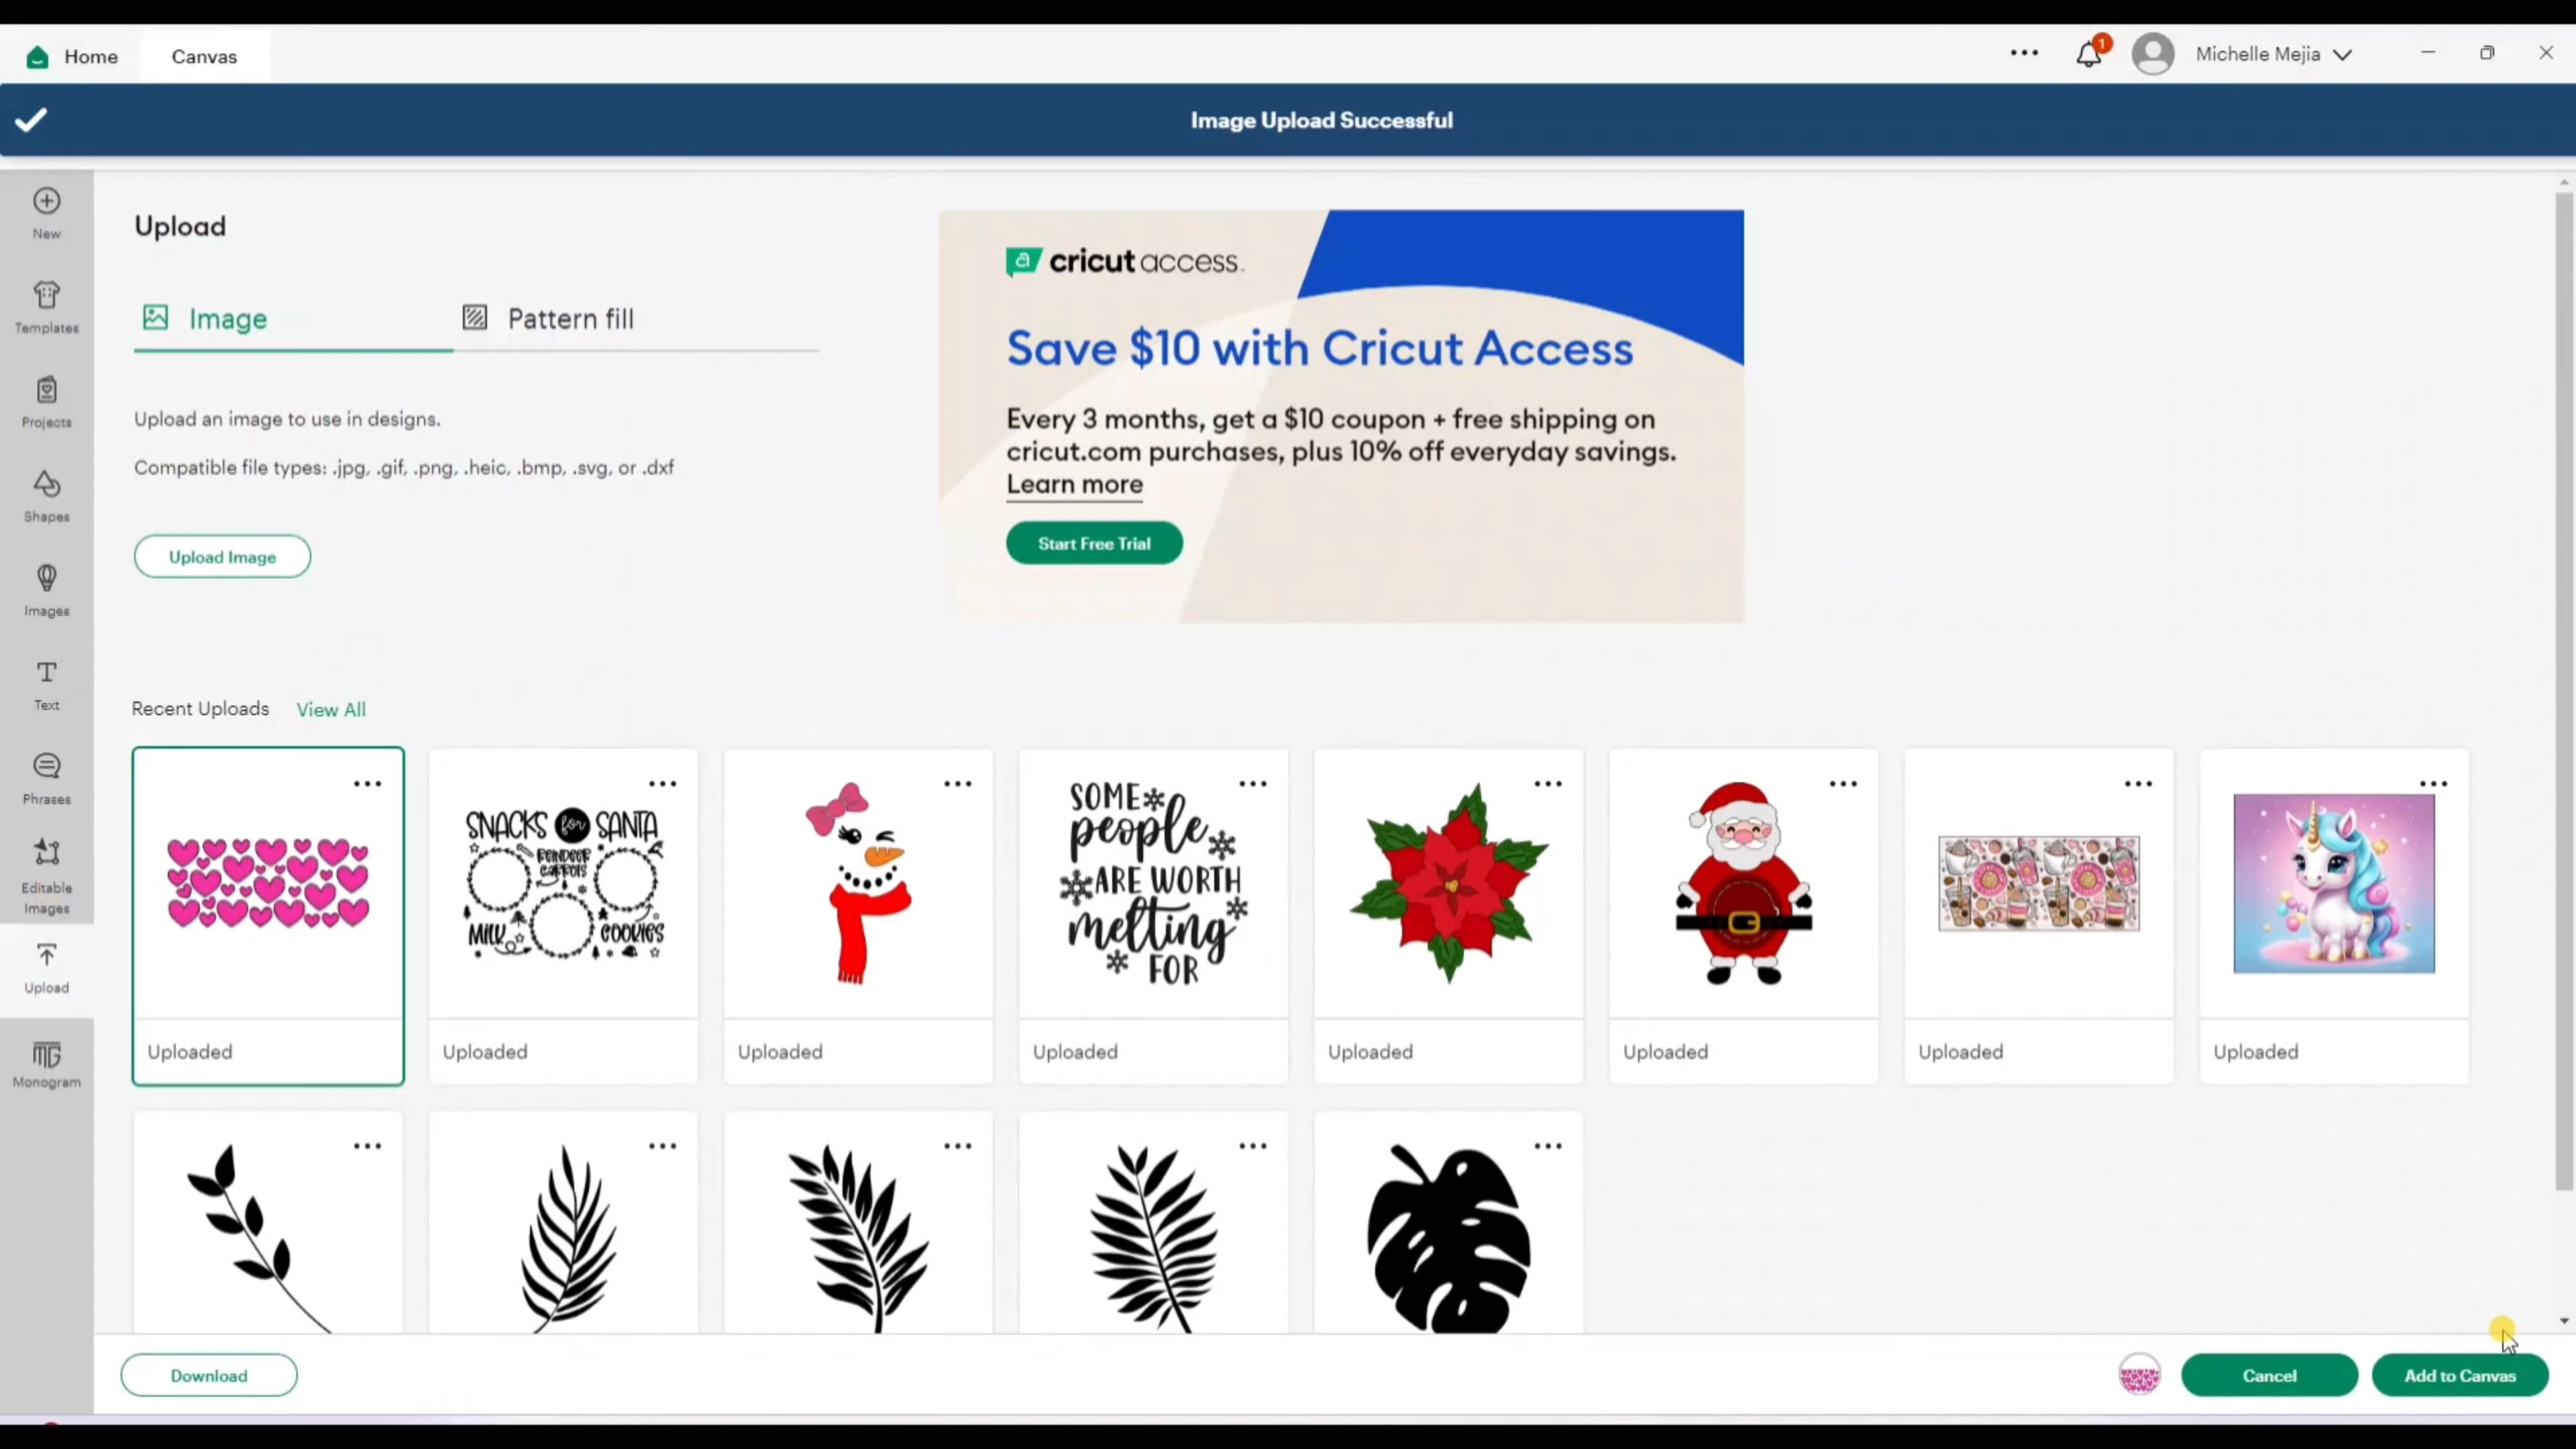 Home
Canvas
1
Michelle Mejia
Image Upload Successful
New
Templates
Projects
Shapes
Images
Text
Phrases
Editable
Images
Upload
Monogram
Upload
Image
Pattern fill
Upload an image to use in designs.
Compatible file types: .jpg, .gif, .png, .heic, .bmp, .svg, or .dxf
Upload Image
a cricut access
Save $10 with Cricut Access
Every 3 months, get a $10 coupon + free shipping on
cricut.com purchases, plus 10% off everyday savings.
Learn more
Start Free Trial
Recent Uploads
View All
SNACKS for SANTA
REINDEER
CARROTS
MILK
COOKIES
SOME
people
ARE WORTH
melting
FOR
Uploaded
Uploaded
Uploaded
Uploaded
Uploaded
Uploaded
Uploaded
Uploaded
Download
Cancel
Add to Canvas